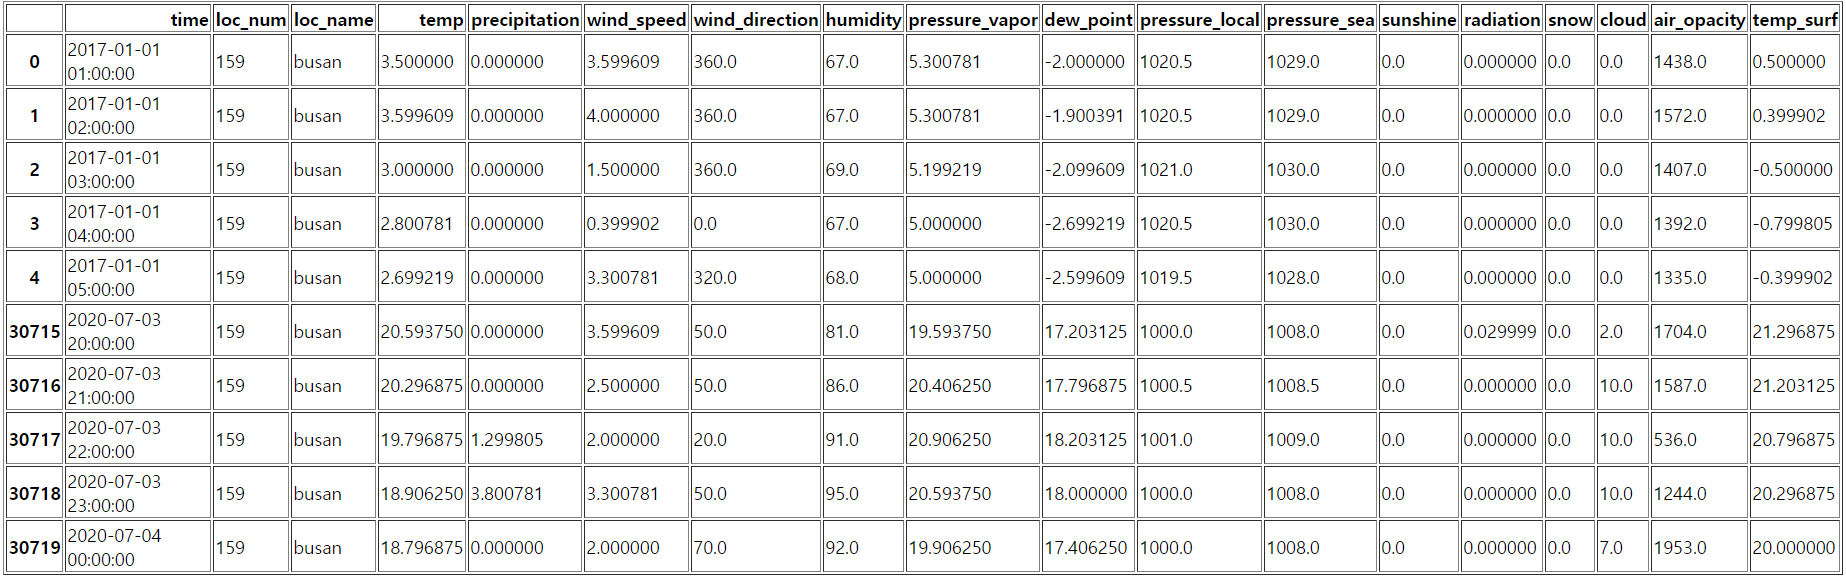 time loc_num loc_name temp precipitation wind_speed wind_direction humidity pressure_vapor dew_point pressure_local pressure_sea sunshine radiation snow cloud air_opacity temp_surf
0 2017-01-01 01:00:00 159 busan 3.500000 0.000000 3.599609 360.0 67.0 5.300781 -2.000000 1020.5 1029.0 0.0 0.000000 0.0 0.0 1438.0 0.500000
1 2017-01-01 02:00:00 159 busan 3.599609 0.000000 4.000000 360.0 67.0 5.300781 -1.900391 1020.5 1029.0 0.0 0.000000 0.0 0.0 1572.0 0.399902
2 2017-01-01 03:00:00 159 busan 3.000000 0.000000 1.500000 360.0 69.0 5.199219 -2.099609 1021.0 1030.0 0.0 0.000000 0.0 0.0 1407.0 -0.500000
3 2017-01-01 04:00:00 159 busan 2.800781 0.000000 0.399902 0.0 67.0 5.000000 -2.699219 1020.5 1030.0 0.0 0.000000 0.0 0.0 1392.0 -0.799805
4 2017-01-01 05:00:00 159 busan 2.699219 0.000000 3.300781 320.0 68.0 5.000000 -2.599609 1019.5 1028.0 0.0 0.000000 0.0 0.0 1335.0 -0.399902
30715 2020-07-03 20:00:00 159 busan 20.593750 0.000000 3.599609 50.0 81.0 19.593750 17.203125 1000.0 1008.0 0.0 0.029999 0.0 2.0 1704.0 21.296875
30716 2020-07-03 21:00:00 159 busan 20.296875 0.000000 2.500000 50.0 86.0 20.406250 17.796875 1000.5 1008.5 0.0 0.000000 0.0 10.0 1587.0 21.203125
30717 2020-07-03 22:00:00 159 busan 19.796875 1.299805 2.000000 20.0 91.0 20.906250 18.203125 1001.0 1009.0 0.0 0.000000 0.0 10.0 536.0 20.796875
30718 2020-07-03 23:00:00 159 busan 18.906250 3.800781 3.300781 50.0 95.0 20.593750 18.000000 1000.0 1008.0 0.0 0.000000 0.0 10.0 1244.0 20.296875
30719 2020-07-04 00:00:00 159 busan 18.796875 0.000000 2.000000 70.0 92.0 19.906250 17.406250 1000.0 1008.0 0.0 0.000000 0.0 7.0 1953.0 20.000000